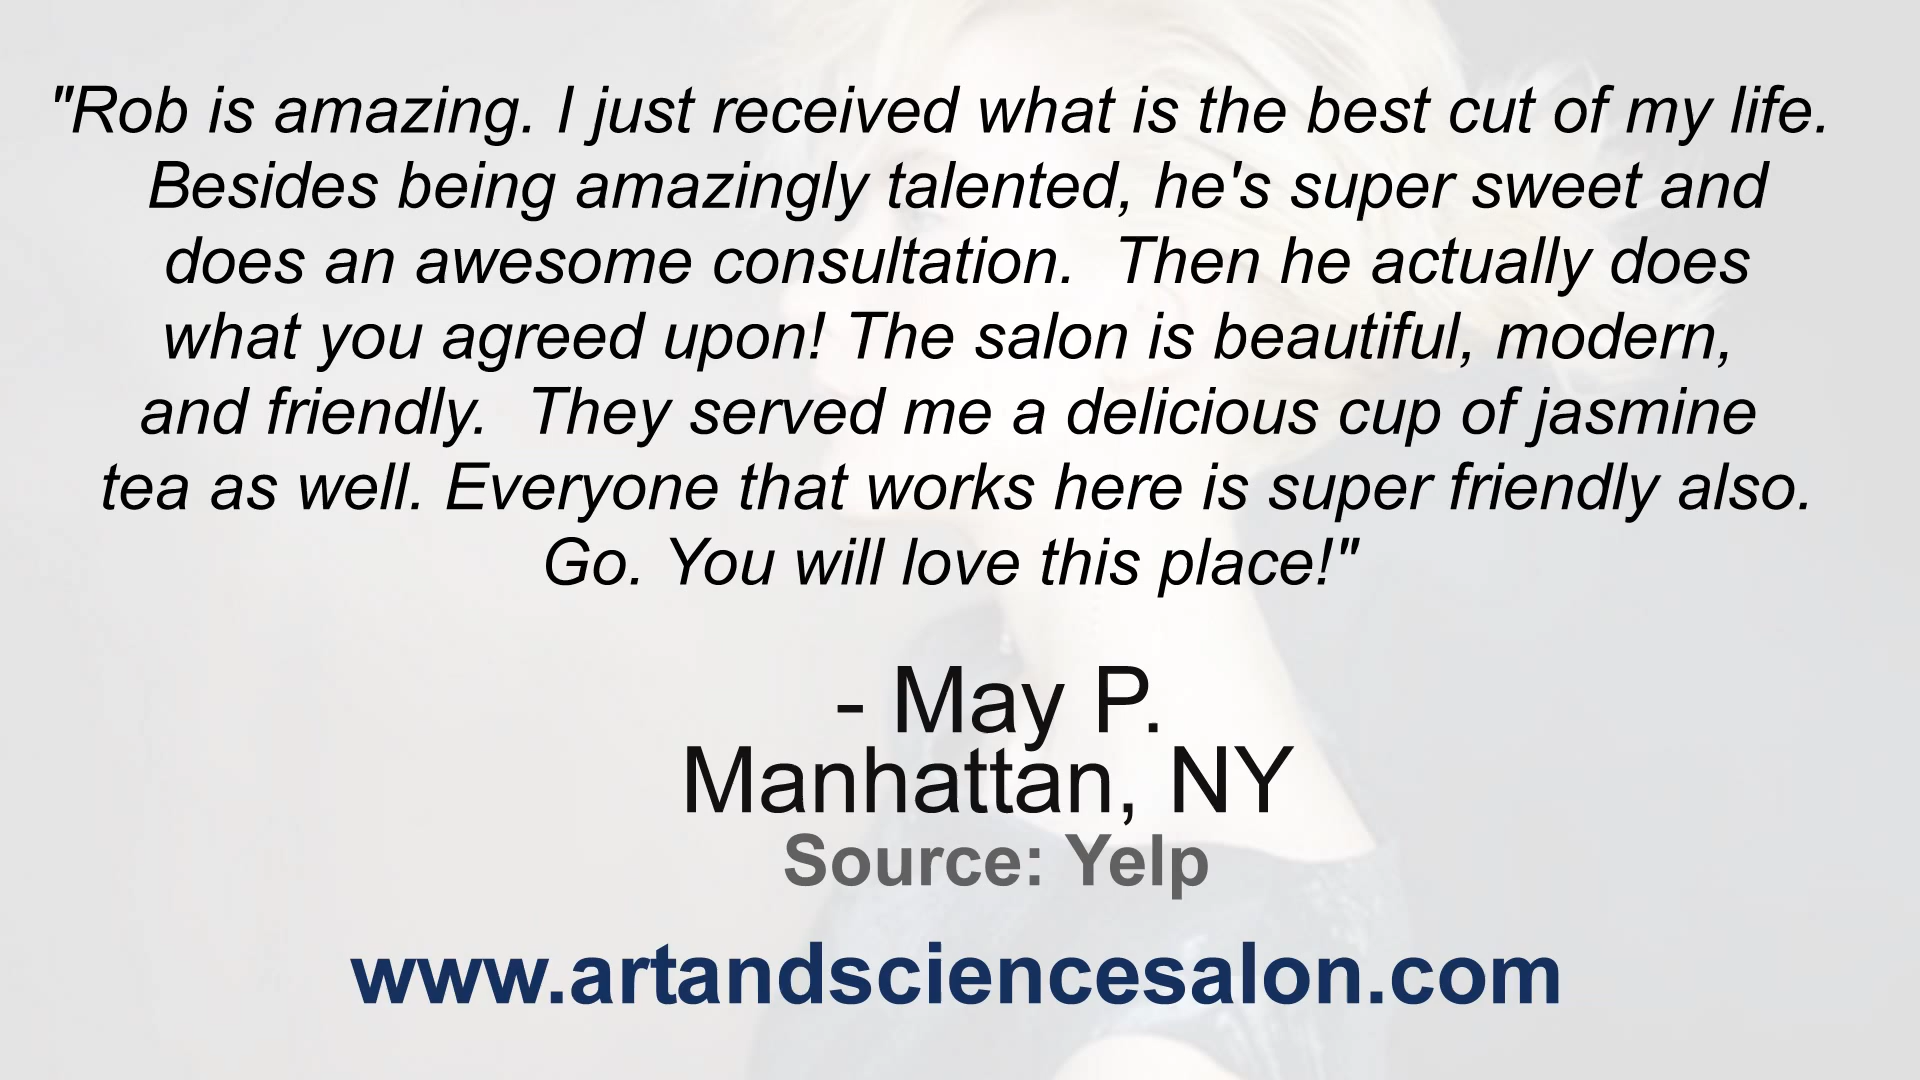 "Rob is amazing. I just received what is the best cut of my life.
Besides being amazingly talented, he's super sweet and
does an awesome consultation.  Then he actually does
what you agreed upon! The salon is beautiful, modern,
and friendly.  They served me a delicious cup of jasmine
tea as well. Everyone that works here is super friendly also.
Go. You will love this place!"
- May P.
Manhattan, NY
Source: Yelp
www.artandsciencesalon.com